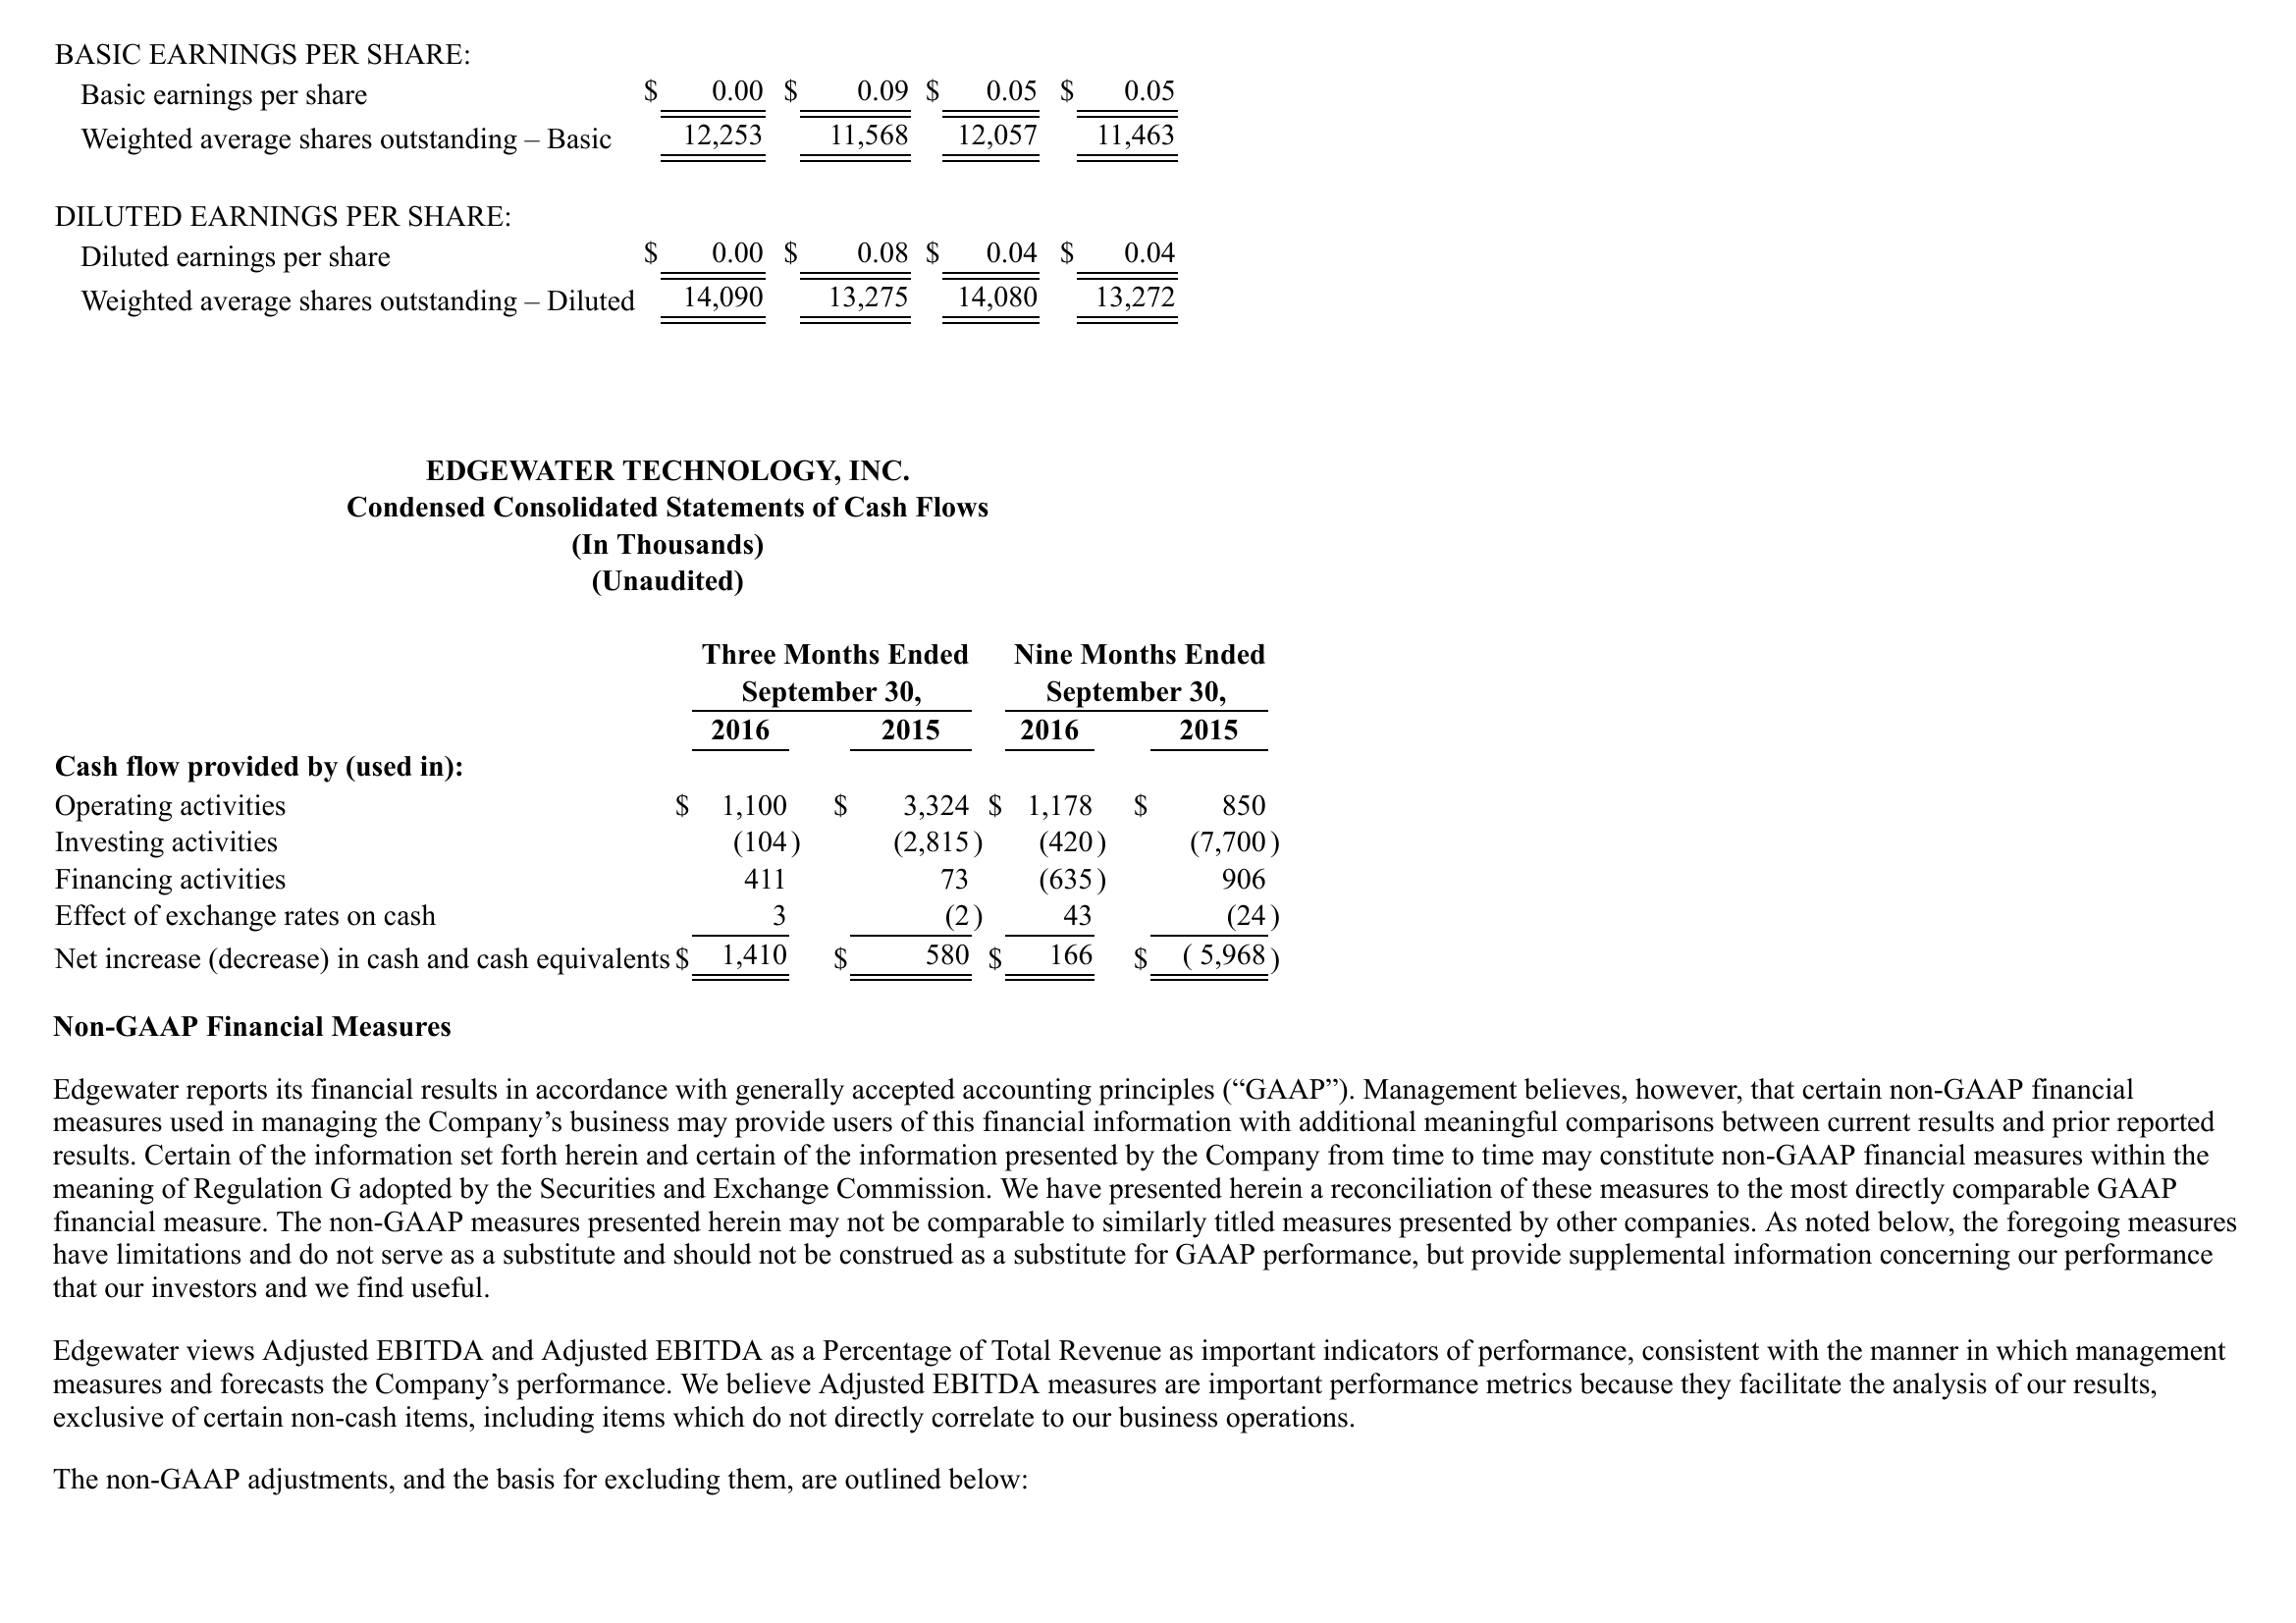 BASIC EARNINGS PER SHARE:
Basic earnings per share $ 0.00 $ 0.09 $ 0.05 $ 0.05
Weighted average shares outstanding – Basic 12,253 11,568 12,057 11,463
DILUTED EARNINGS PER SHARE:
Diluted earnings per share $ 0.00 $ 0.08 $ 0.04 $ 0.04
Weighted average shares outstanding – Diluted 14,090 13,275 14,080 13,272
EDGEWATER TECHNOLOGY, INC.
Condensed Consolidated Statements of Cash Flows
(In Thousands)
(Unaudited)
Three Months Ended Nine Months Ended
September 30, September 30,
2016 2015 2016 2015
Cash flow provided by (used in):
Operating activities $ 1,100 $ 3,324 $ 1,178 $ 850
Investing activities (104) (2,815) (420) (7,700)
Financing activities 411 73 (635) 906
Effect of exchange rates on cash 3 (2) 43 (24)
Net increase (decrease) in cash and cash equivalents $ 1,410 $ 580 $ 166 $ ( 5,968)
Non-GAAP Financial Measures
Edgewater reports its financial results in accordance with generally accepted accounting principles (“GAAP”). Management believes, however, that certain non-GAAP financial
measures used in managing the Company’s business may provide users of this financial information with additional meaningful comparisons between current results and prior reported
results. Certain of the information set forth herein and certain of the information presented by the Company from time to time may constitute non-GAAP financial measures within the
meaning of Regulation G adopted by the Securities and Exchange Commission. We have presented herein a reconciliation of these measures to the most directly comparable GAAP
financial measure. The non-GAAP measures presented herein may not be comparable to similarly titled measures presented by other companies. As noted below, the foregoing measures
have limitations and do not serve as a substitute and should not be construed as a substitute for GAAP performance, but provide supplemental information concerning our performance
that our investors and we find useful.
Edgewater views Adjusted EBITDA and Adjusted EBITDA as a Percentage of Total Revenue as important indicators of performance, consistent with the manner in which management
measures and forecasts the Company’s performance. We believe Adjusted EBITDA measures are important performance metrics because they facilitate the analysis of our results,
exclusive of certain non-cash items, including items which do not directly correlate to our business operations.
The non-GAAP adjustments, and the basis for excluding them, are outlined below: